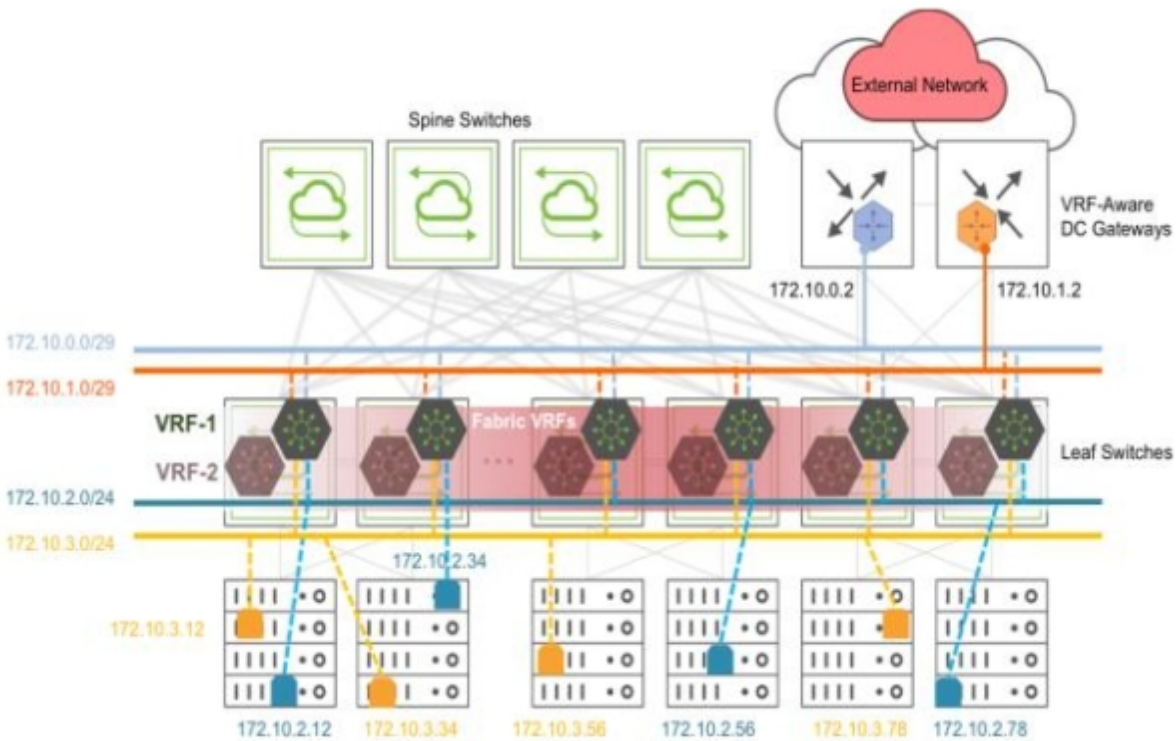 External Network
Spine Switches
VRF-Aware
DC Gateways
172.10.0.2
172.10.1.2
172.10.0.0/29
172.10.1.0/29
VRF-1
Fabric VRFs
VRF-2
...
Leaf Switches
172.10.2.0/24
172.10.3.0/24
172.10.2.34
172.10.3.12
172.10.2.12
172.10.3.34
172.10.3.56
172.10.2.56
172.10.3.78
172.10.2.78